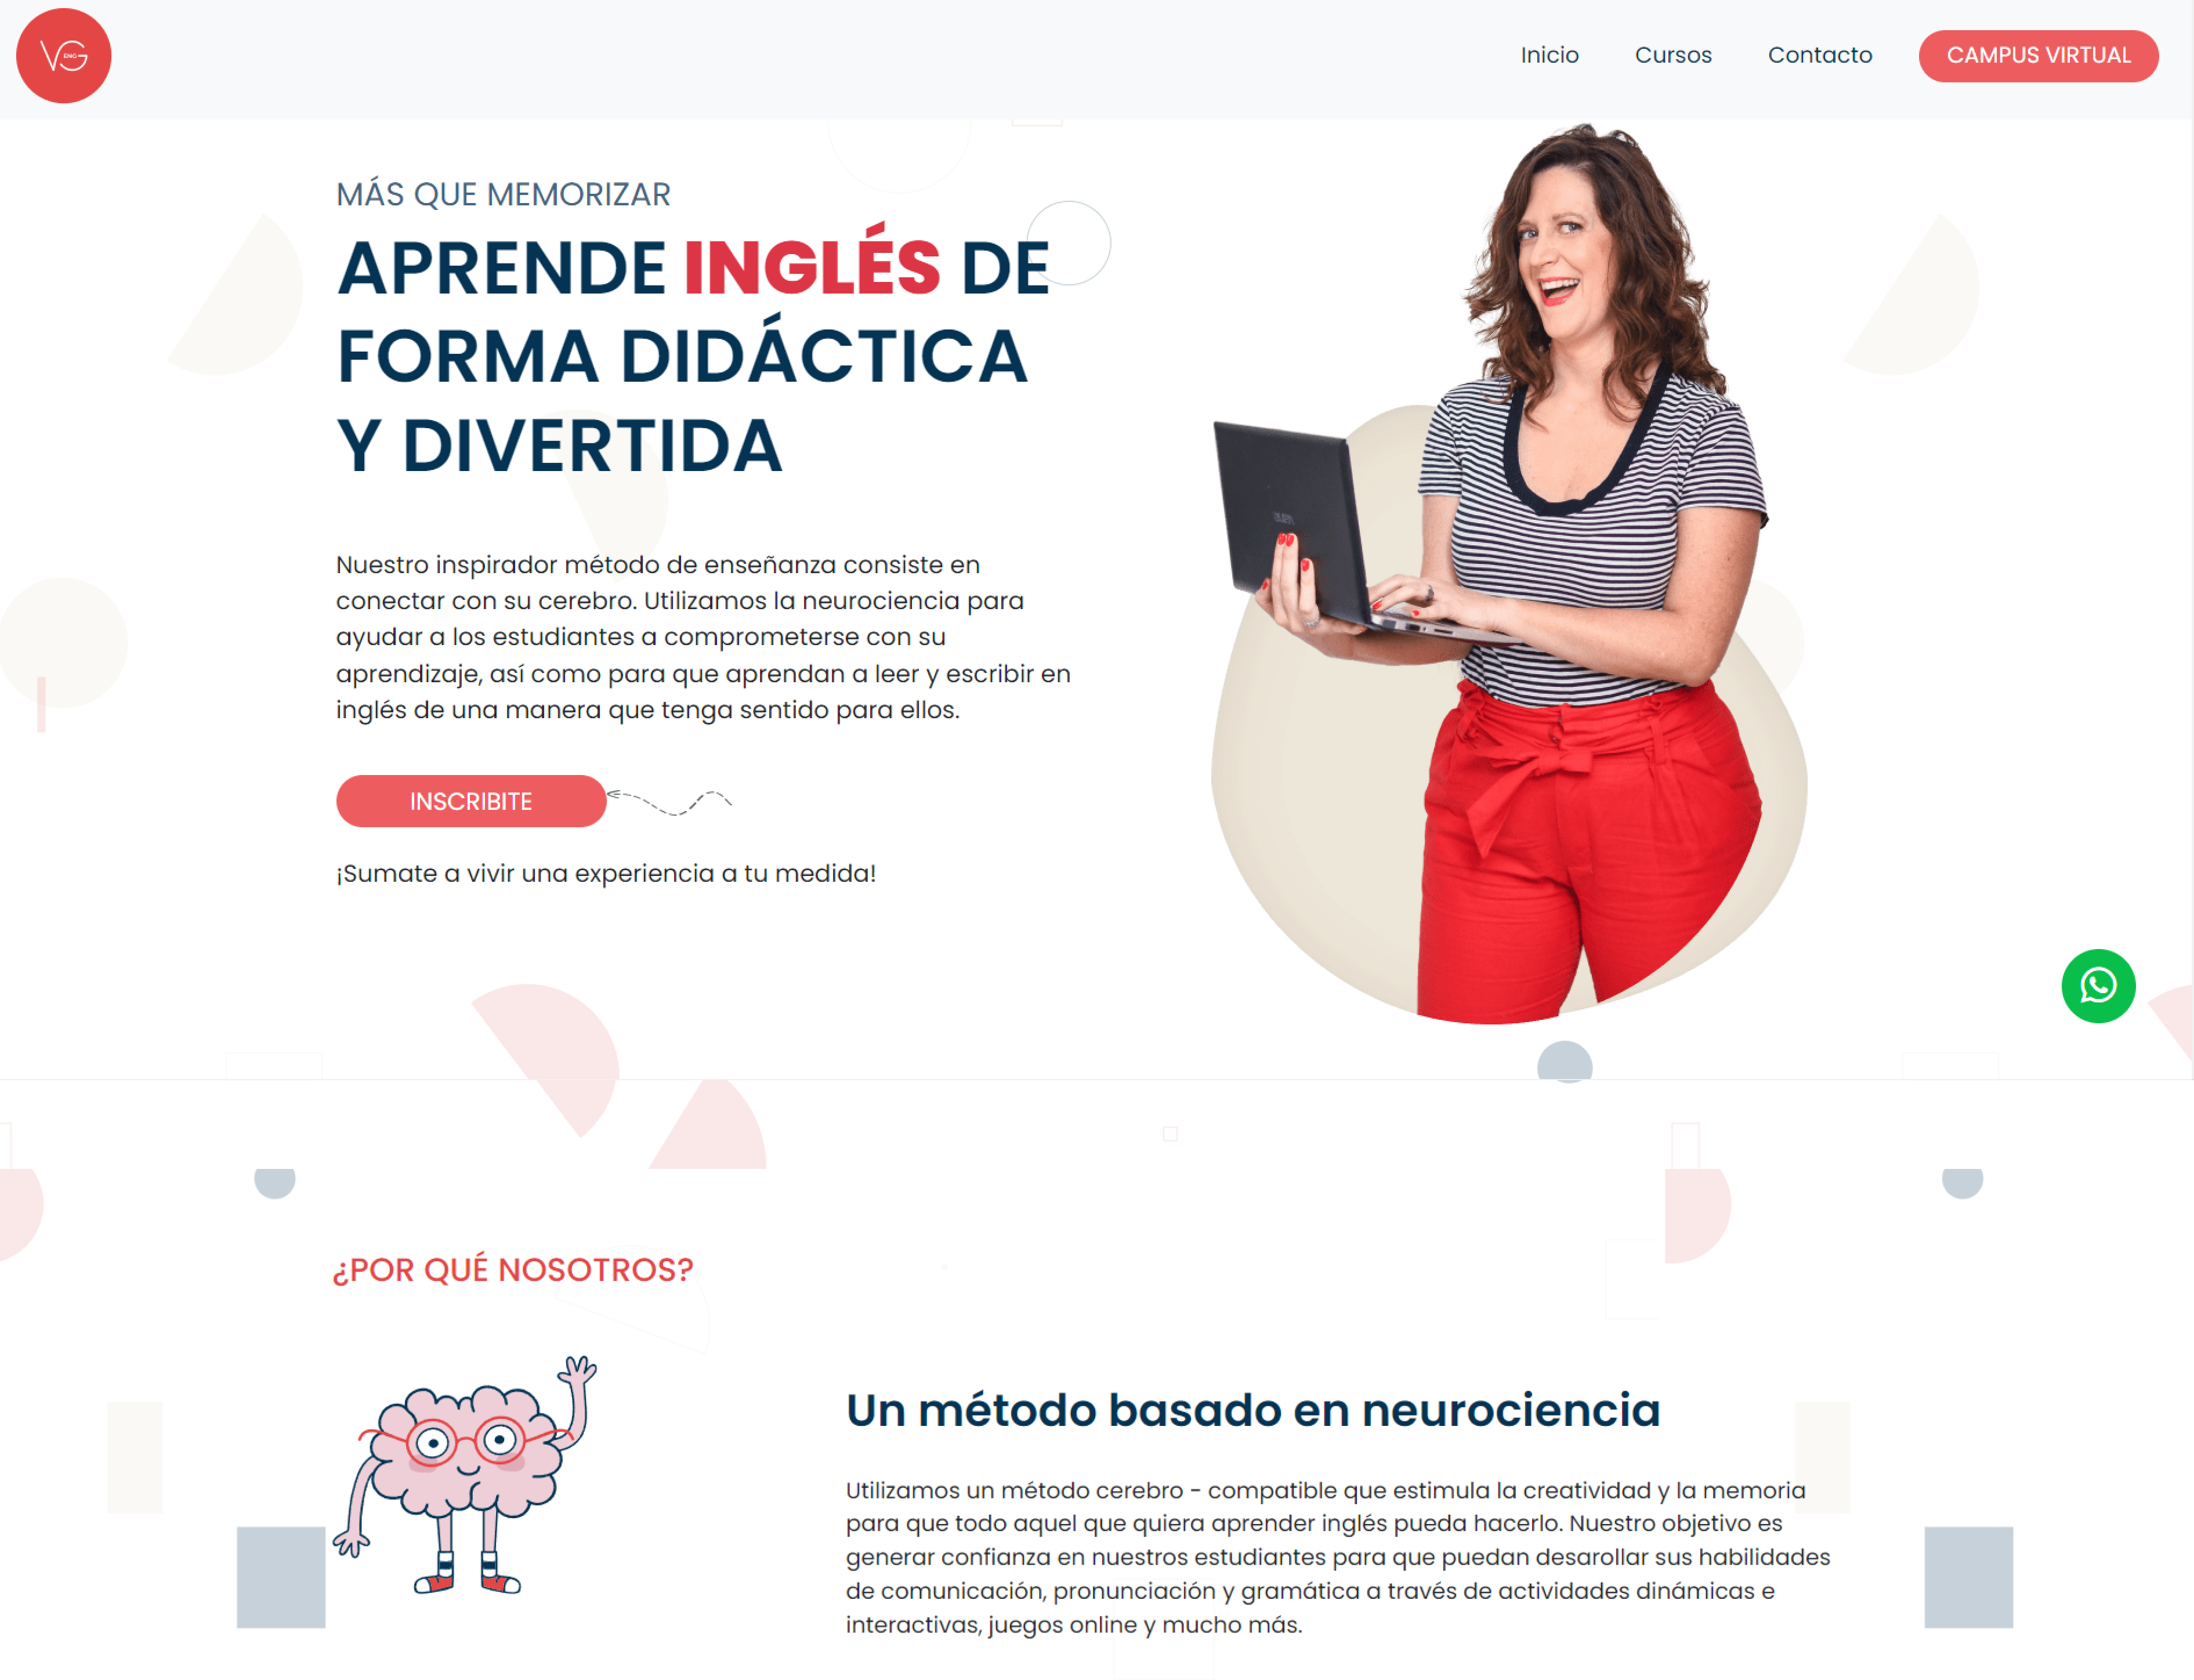 VG
ENG
Inicio
Cursos
Contacto
CAMPUS VIRTUAL
MÁS QUE MEMORIZAR
APRENDE INGLÉS DE
FORMA DIDÁCTICA
Y DIVERTIDA
Nuestro inspirador método de enseñanza consiste en
conectar con su cerebro. Utilizamos la neurociencia para
ayudar a los estudiantes a comprometerse con su
aprendizaje, así como para que aprendan a leer y escribir en
inglés de una manera que tenga sentido para ellos.
INSCRIBITE
¡Sumate a vivir una experiencia a tu medida!
¿POR QUÉ NOSOTROS?
Un método basado en neurociencia
Utilizamos un método cerebro - compatible que estimula la creatividad y la memoria
para que todo aquel que quiera aprender inglés pueda hacerlo. Nuestro objetivo es
generar confianza en nuestros estudiantes para que puedan desarollar sus habilidades
de comunicación, pronunciación y gramática a través de actividades dinámicas e
interactivas, juegos online y mucho más.